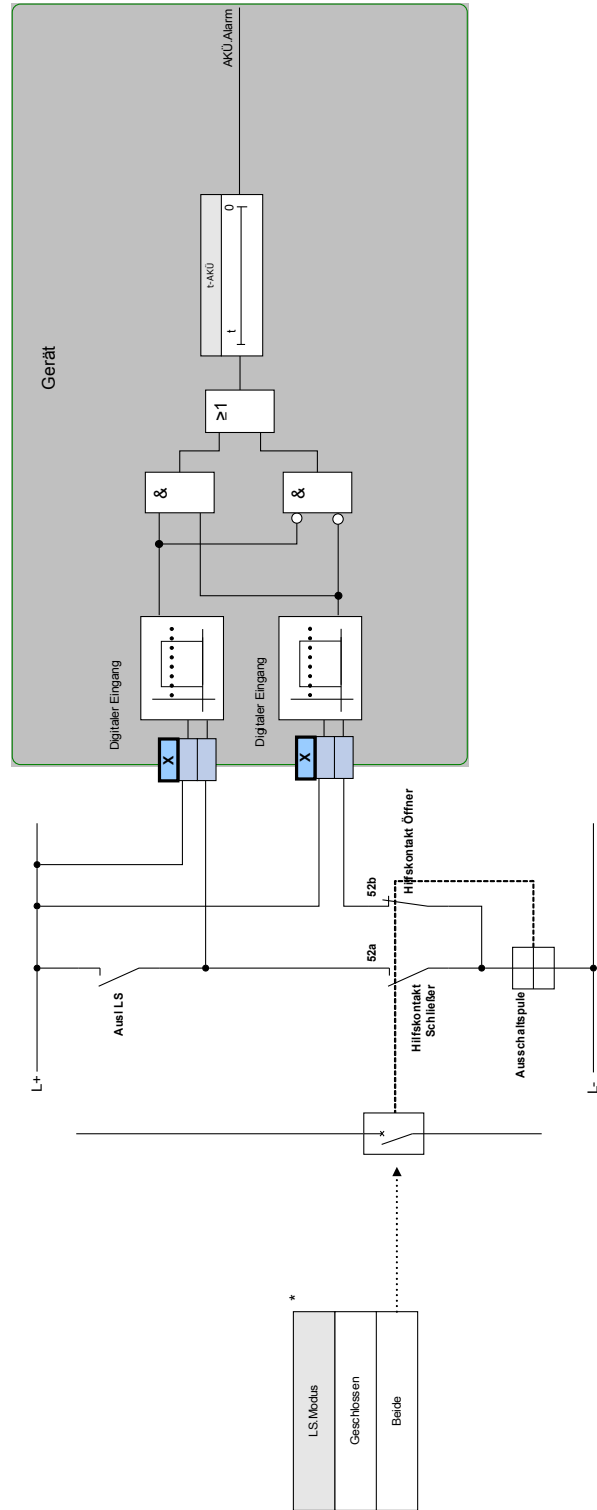 Gerät
AKÜ.Alarm
t-AKÜ
t
0
≥1
&
&
Digitaler Eingang
Digitaler Eingang
X
X
L+
Ausl LS
52a
Hilfskontakt
Schließer
52b
Hilfskontakt Öffner
Ausschaltspule
L-
*
LS.Modus
Geschlossen
Beide